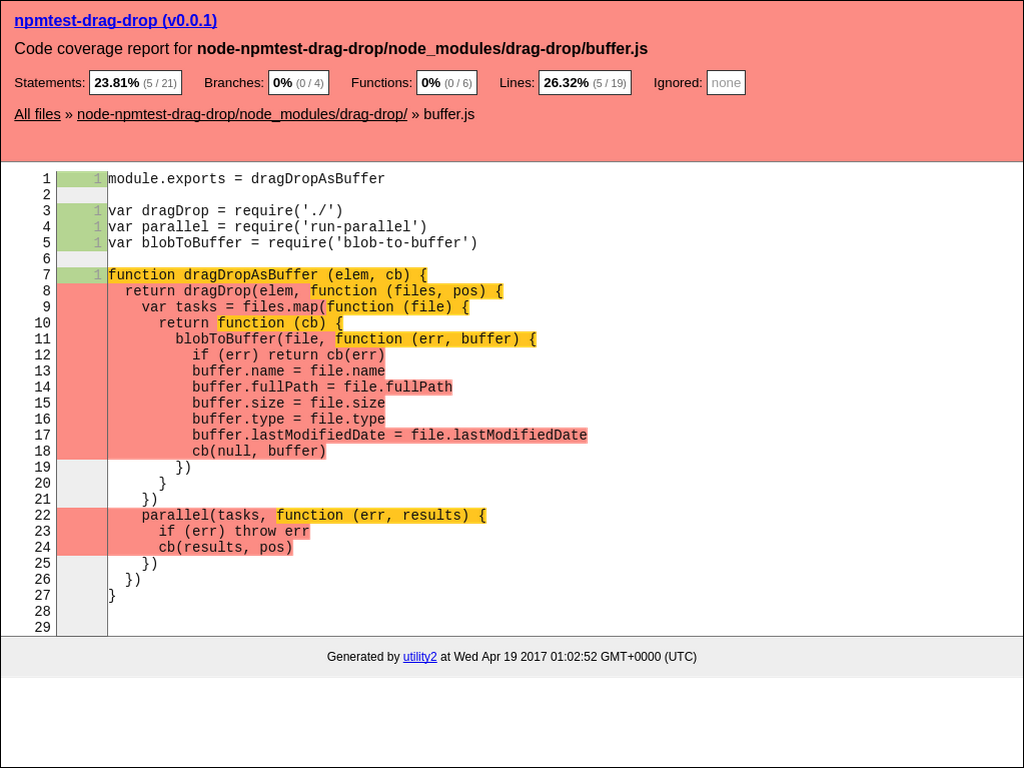 npmtest-drag-drop (v0.0.1)
Code coverage report for node-npmtest-drag-drop/node_modules/drag-drop/buffer.js
Statements: 23.81% (5 / 21) Branches: 0% (0 / 4) Functions: 0% (0 / 6) Lines: 26.32% (5 / 19) Ignored: none
All files » node-npmtest-drag-drop/node_modules/drag-drop/ » buffer.js
1 1 module.exports = dragDropAsBuffer
2
3 1 var dragDrop = require('./')
4 1 var parallel = require('run-parallel')
5 1 var blobToBuffer = require('blob-to-buffer')
6
7 1 function dragDropAsBuffer (elem, cb) {
8 return dragDrop(elem, function (files, pos) {
9 var tasks = files.map(function (file) {
10 return function (cb) {
11 blobToBuffer(file, function (err, buffer) {
12 if (err) return cb(err)
13 buffer.name = file.name
14 buffer.fullPath = file.fullPath
15 buffer.size = file.size
16 buffer.type = file.type
17 buffer.lastModifiedDate = file.lastModifiedDate
18 cb(null, buffer)
19 })
20 }
21 })
22 parallel(tasks, function (err, results) {
23 if (err) throw err
24 cb(results, pos)
25 })
26 })
27 }
28
29
Generated by utility2 at Wed Apr 19 2017 01:02:52 GMT+0000 (UTC)